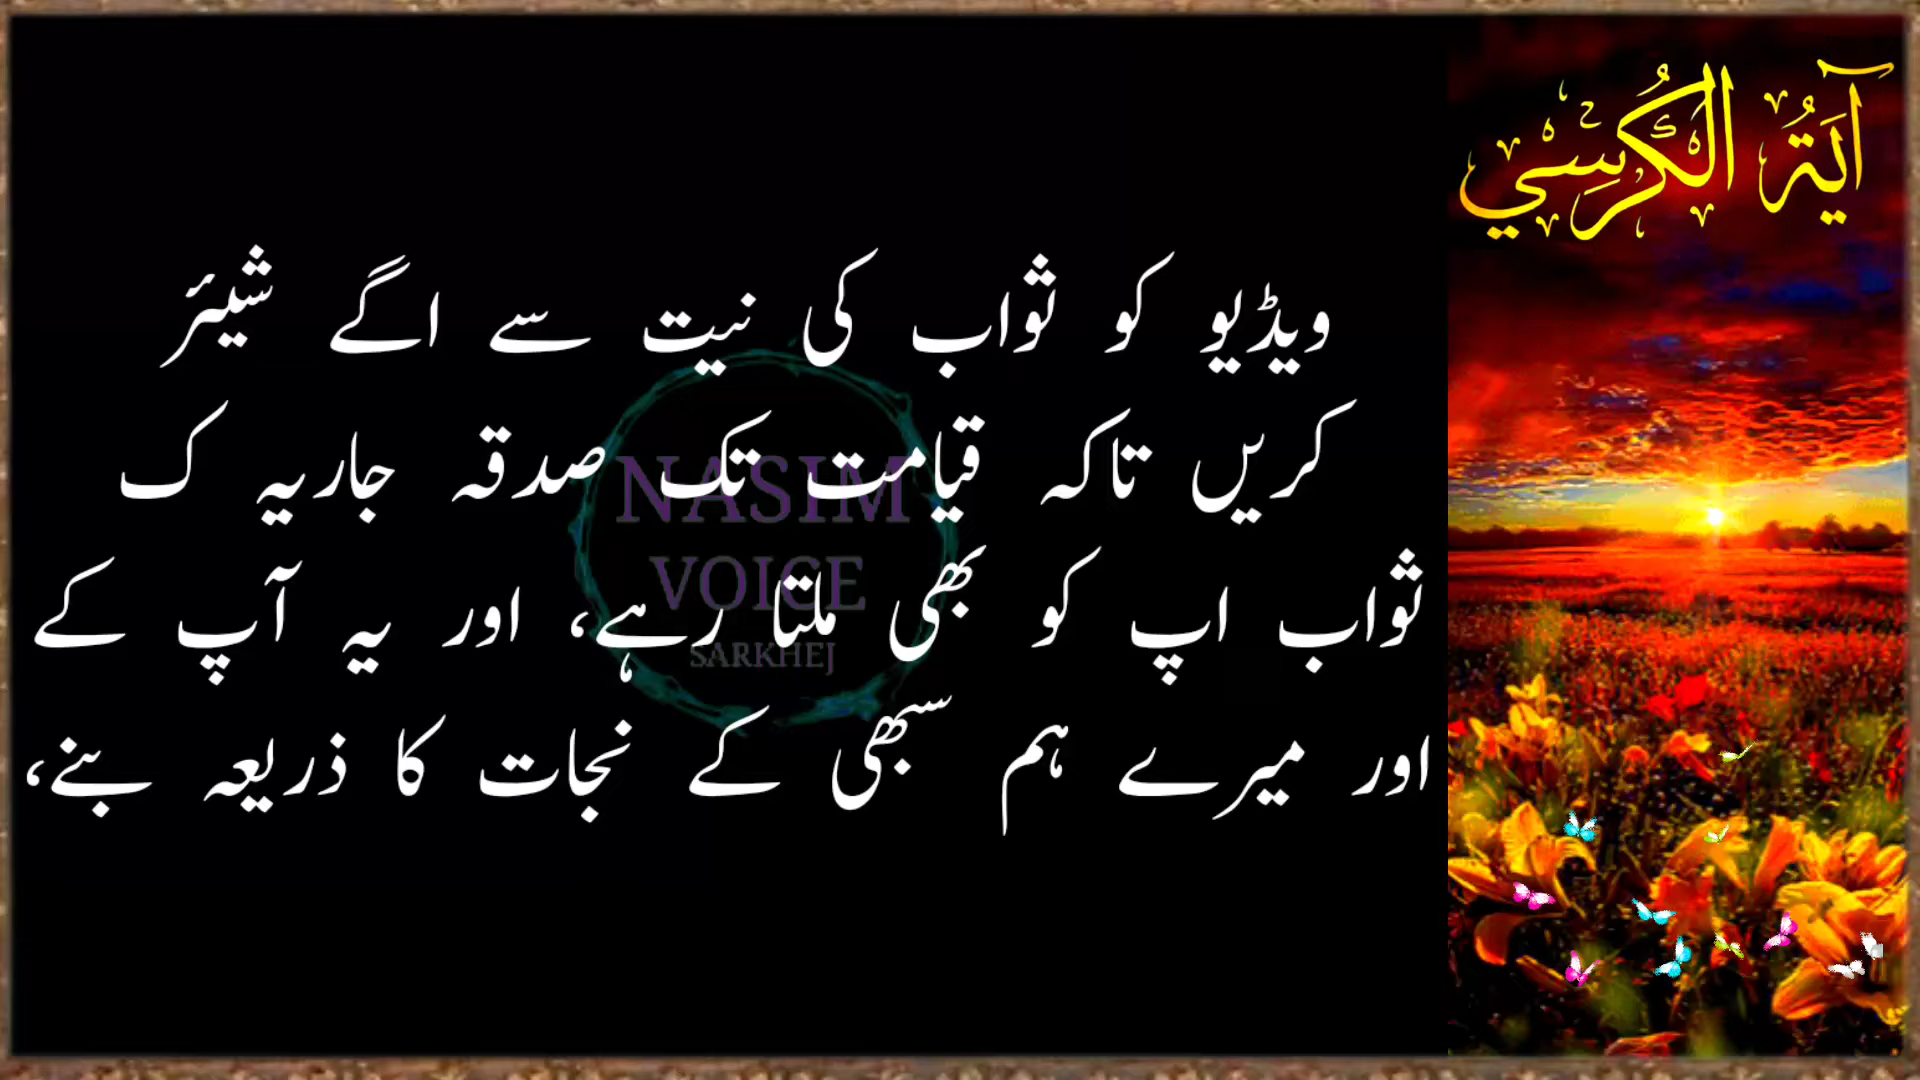 آيَةُ الْكُرْسِي
ویڈیو کو ثواب کی نیت سے اگے شیئر
کریں تاکہ قیامت تک صدقہ جاریہ ک
ثواب اپ کو بھی ملتا رہے، اور یہ آپ کے
اور میرے ہم سبھی کے نجات کا ذریعہ بنے،
NASIM
VOICE
SARKHEJ